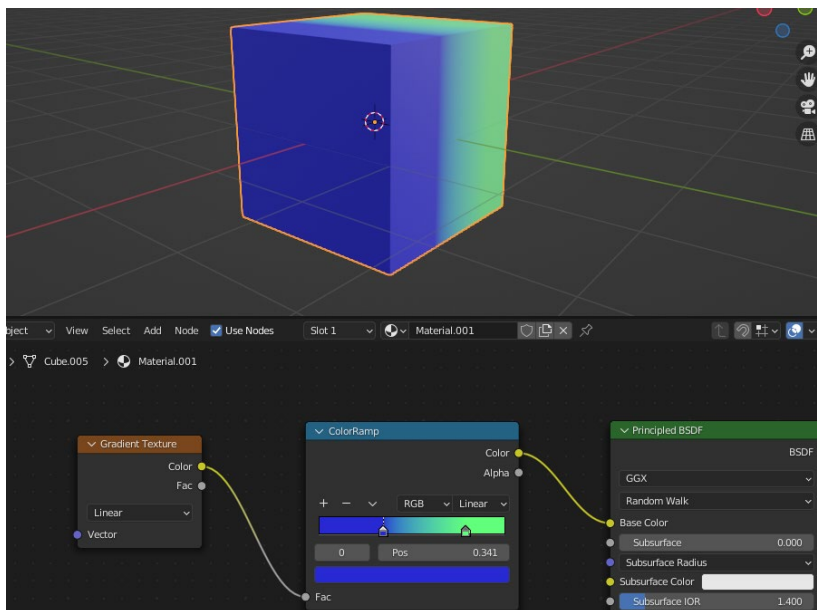 bject View Select Add Node Use Nodes Slot 1 Material.001
> Cube.005 > Material.001
Gradient Texture
Color
Fac
Linear
Vector
ColorRamp
Color
Alpha
+ − RGB Linear
0 Pos 0.341
Fac
Principled BSDF
BSDF
GGX
Random Walk
Base Color
Subsurface 0.000
Subsurface Radius
Subsurface Color
Subsurface IOR 1.400